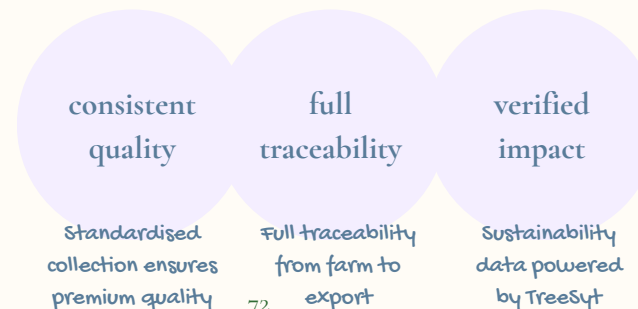 consistent
quality
full
traceability
verified
impact
Standardised
collection ensures
premium quality
Full traceability
from farm to
export
Sustainability
data powered
by TreeSyt
72